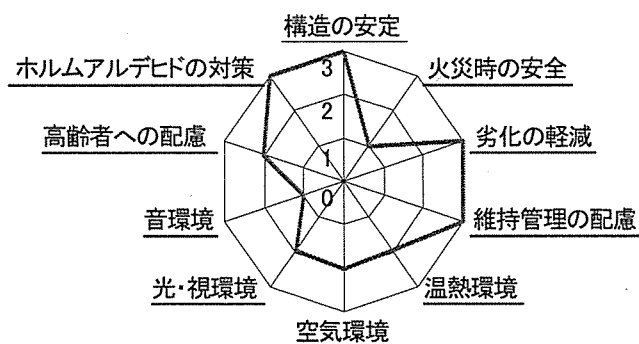 構造の安定
ホルムアルデヒドの対策
火災時の安全
3
2
高齢者への配慮
劣化の軽減
1
0
音環境
維持管理の配慮
光・視環境
温熱環境
空気環境